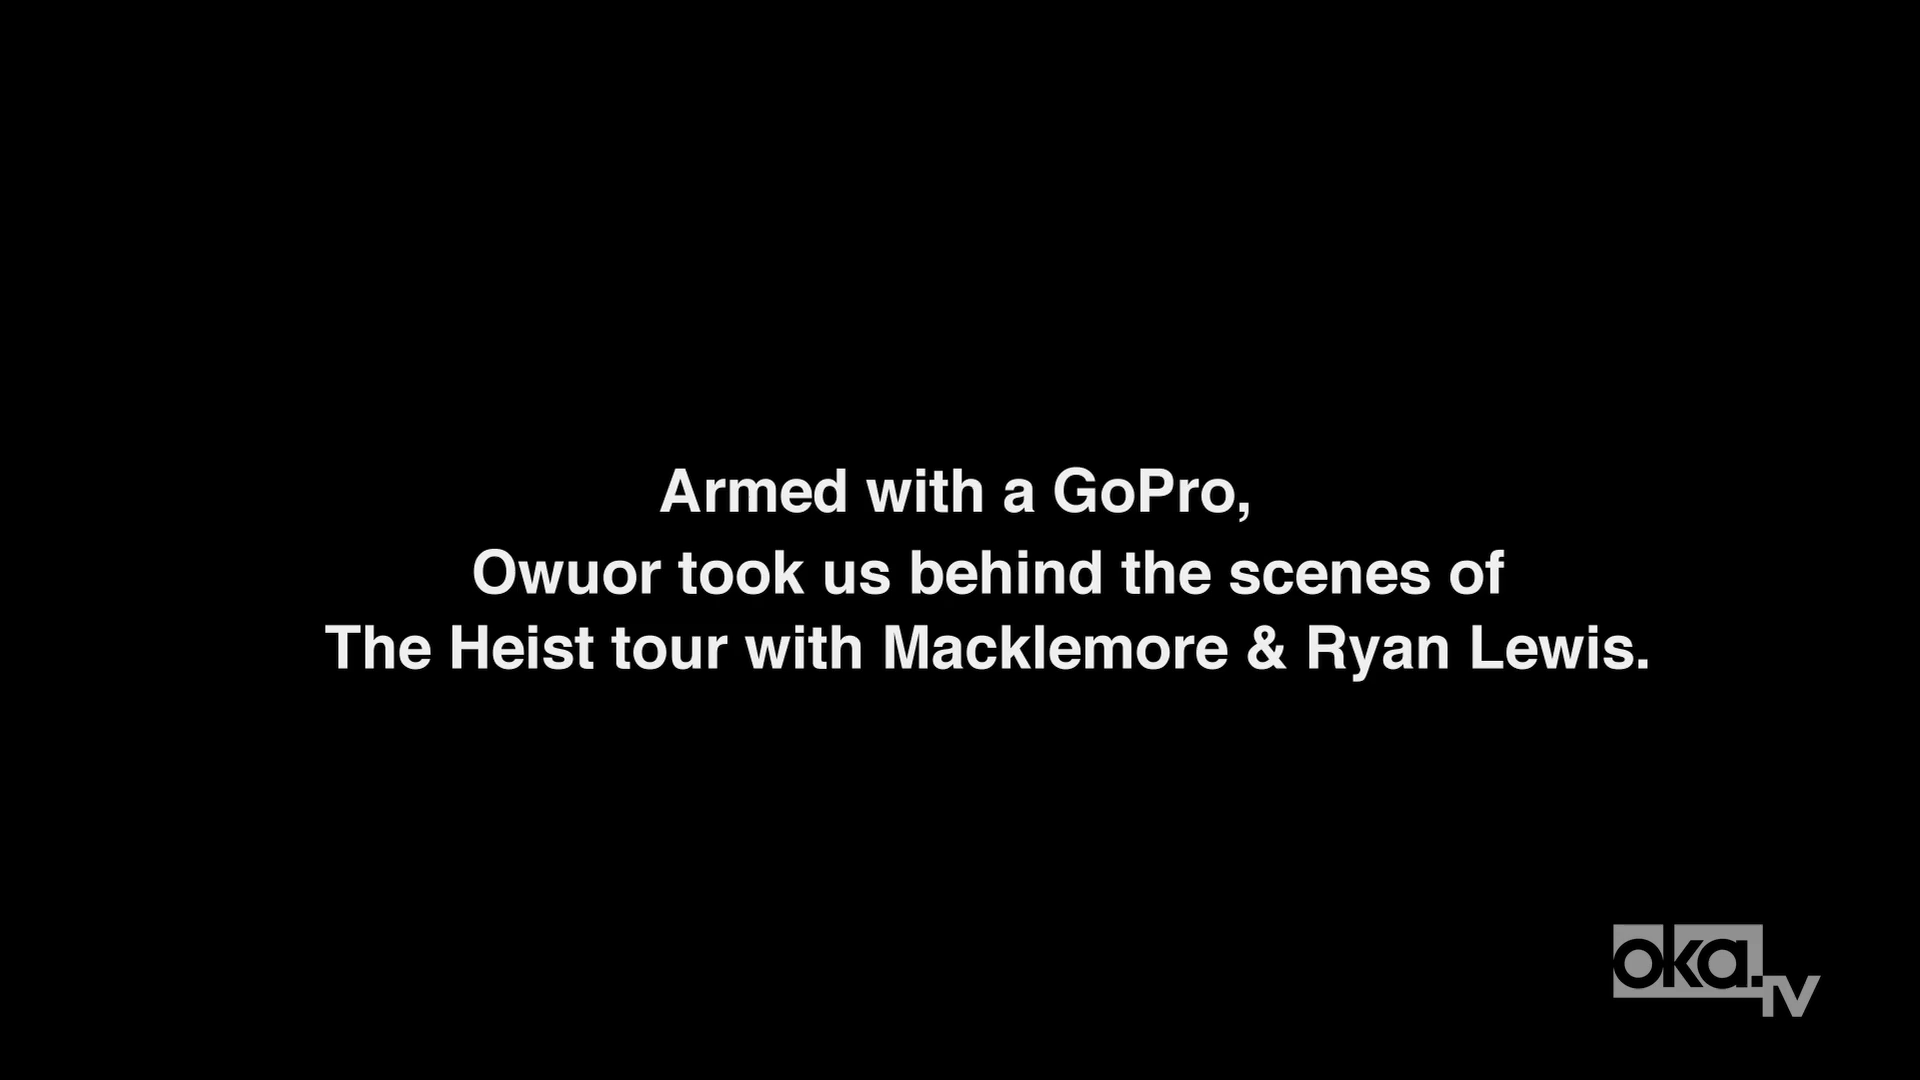 Armed with a GoPro,
Owuor took us behind the scenes of
The Heist tour with Macklemore & Ryan Lewis.
oka.TV